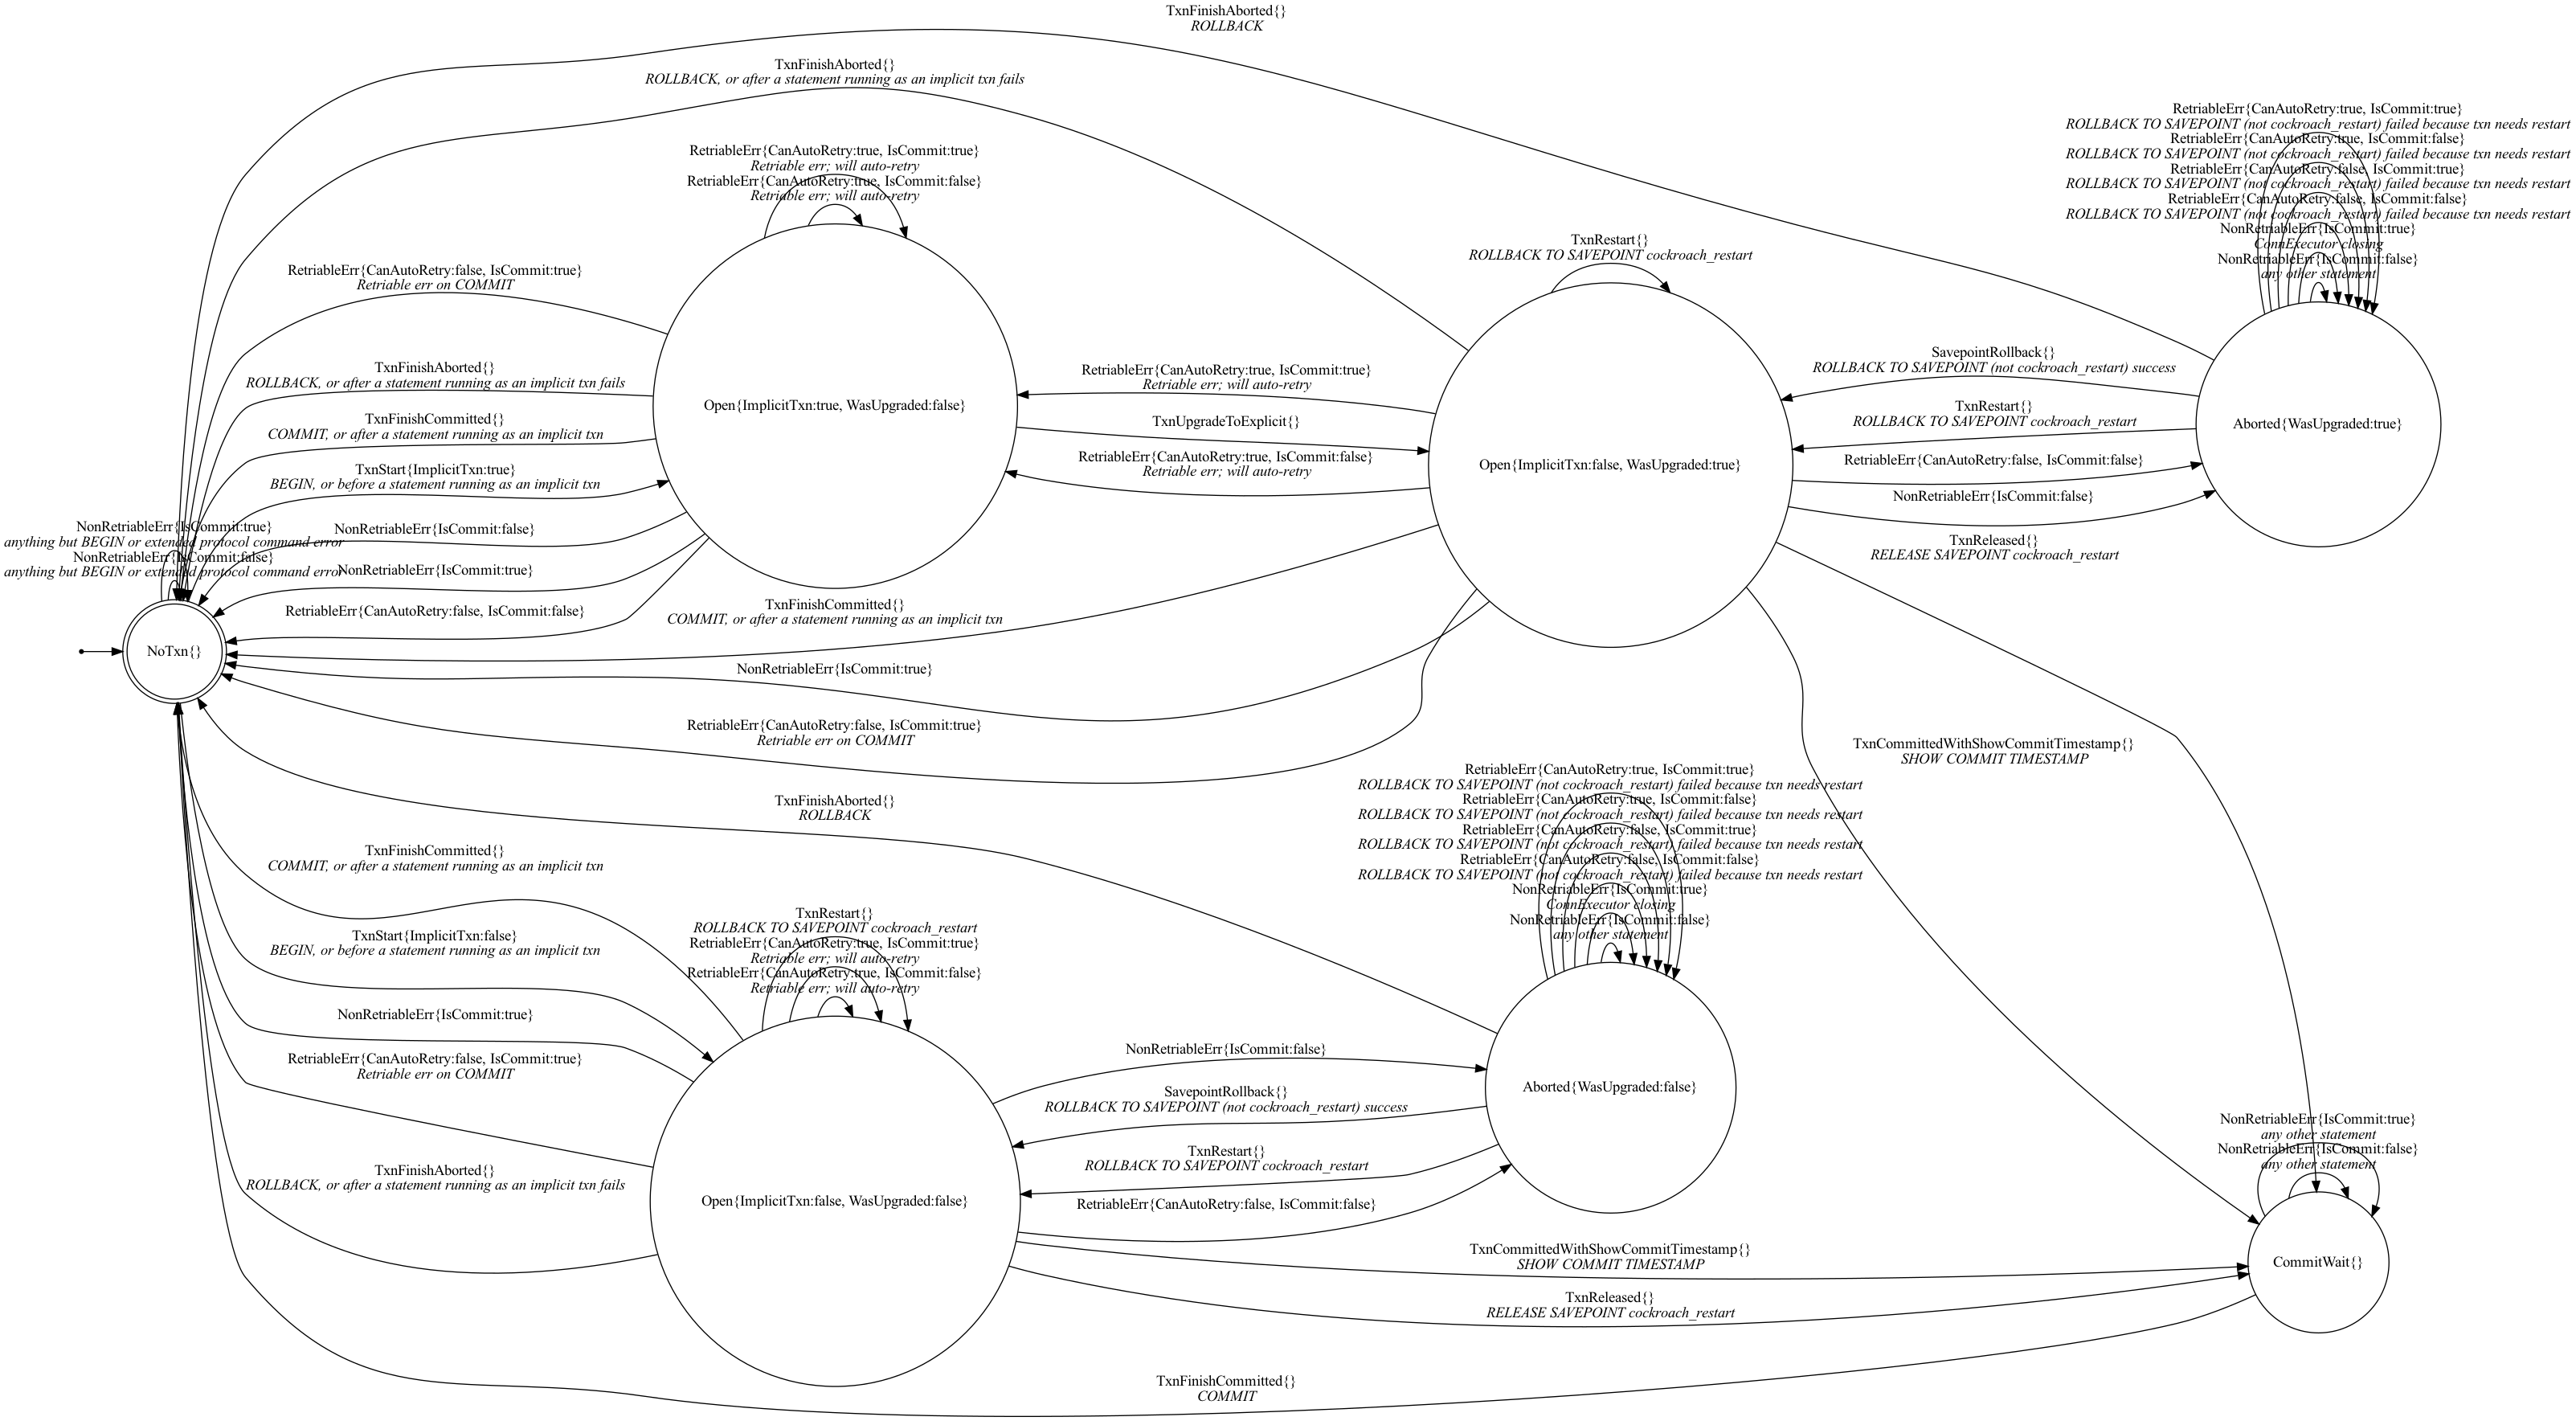 TxnFinishAborted{}
ROLLBACK
TxnFinishAborted{}
ROLLBACK, or after a statement running as an implicit txn fails
RetriableErr{CanAutoRetry:true, IsCommit:true}
ROLLBACK TO SAVEPOINT (not cockroach_restart) failed because txn needs restart
RetriableErr{CanAutoRetry:true, IsCommit:false}
ROLLBACK TO SAVEPOINT (not cockroach_restart) failed because txn needs restart
RetriableErr{CanAutoRetry:false, IsCommit:true}
ROLLBACK TO SAVEPOINT (not cockroach_restart) failed because txn needs restart
RetriableErr{CanAutoRetry:false, IsCommit:false}
ROLLBACK TO SAVEPOINT (not cockroach_restart) failed because txn needs restart
NonRetriableErr{IsCommit:true}
ConnExecutor closing
NonRetriableErr{IsCommit:false}
any other statement
RetriableErr{CanAutoRetry:true, IsCommit:true}
Retriable err; will auto-retry
RetriableErr{CanAutoRetry:true, IsCommit:false}
Retriable err; will auto-retry
TxnRestart{}
ROLLBACK TO SAVEPOINT cockroach_restart
RetriableErr{CanAutoRetry:false, IsCommit:true}
Retriable err on COMMIT
TxnFinishAborted{}
ROLLBACK, or after a statement running as an implicit txn fails
TxnFinishCommitted{}
COMMIT, or after a statement running as an implicit txn
TxnStart{ImplicitTxn:true}
BEGIN, or before a statement running as an implicit txn
Open{ImplicitTxn:true, WasUpgraded:false}
RetriableErr{CanAutoRetry:true, IsCommit:true}
Retriable err; will auto-retry
TxnUpgradeToExplicit{}
RetriableErr{CanAutoRetry:true, IsCommit:false}
Retriable err; will auto-retry
Open{ImplicitTxn:false, WasUpgraded:true}
SavepointRollback{}
ROLLBACK TO SAVEPOINT (not cockroach_restart) success
TxnRestart{}
ROLLBACK TO SAVEPOINT cockroach_restart
RetriableErr{CanAutoRetry:false, IsCommit:false}
NonRetriableErr{IsCommit:false}
Aborted{WasUpgraded:true}
TxnReleased{}
RELEASE SAVEPOINT cockroach_restart
NonRetriableErr{IsCommit:true}
anything but BEGIN or extended protocol command error
NonRetriableErr{IsCommit:false}
anything but BEGIN or extended protocol command error
NonRetriableErr{IsCommit:false}
NonRetriableErr{IsCommit:true}
RetriableErr{CanAutoRetry:false, IsCommit:false}
NoTxn{}
TxnFinishCommitted{}
COMMIT, or after a statement running as an implicit txn
NonRetriableErr{IsCommit:true}
RetriableErr{CanAutoRetry:false, IsCommit:true}
Retriable err on COMMIT
TxnCommittedWithShowCommitTimestamp{}
SHOW COMMIT TIMESTAMP
TxnFinishAborted{}
ROLLBACK
RetriableErr{CanAutoRetry:true, IsCommit:true}
ROLLBACK TO SAVEPOINT (not cockroach_restart) failed because txn needs restart
RetriableErr{CanAutoRetry:true, IsCommit:false}
ROLLBACK TO SAVEPOINT (not cockroach_restart) failed because txn needs restart
RetriableErr{CanAutoRetry:false, IsCommit:true}
ROLLBACK TO SAVEPOINT (not cockroach_restart) failed because txn needs restart
RetriableErr{CanAutoRetry:false, IsCommit:false}
ROLLBACK TO SAVEPOINT (not cockroach_restart) failed because txn needs restart
NonRetriableErr{IsCommit:true}
ConnExecutor closing
NonRetriableErr{IsCommit:false}
any other statement
TxnFinishCommitted{}
COMMIT, or after a statement running as an implicit txn
TxnStart{ImplicitTxn:false}
BEGIN, or before a statement running as an implicit txn
NonRetriableErr{IsCommit:true}
RetriableErr{CanAutoRetry:false, IsCommit:true}
Retriable err on COMMIT
TxnFinishAborted{}
ROLLBACK, or after a statement running as an implicit txn fails
TxnRestart{}
ROLLBACK TO SAVEPOINT cockroach_restart
RetriableErr{CanAutoRetry:true, IsCommit:true}
Retriable err; will auto-retry
RetriableErr{CanAutoRetry:true, IsCommit:false}
Retriable err; will auto-retry
Open{ImplicitTxn:false, WasUpgraded:false}
NonRetriableErr{IsCommit:false}
SavepointRollback{}
ROLLBACK TO SAVEPOINT (not cockroach_restart) success
TxnRestart{}
ROLLBACK TO SAVEPOINT cockroach_restart
RetriableErr{CanAutoRetry:false, IsCommit:false}
Aborted{WasUpgraded:false}
NonRetriableErr{IsCommit:true}
any other statement
NonRetriableErr{IsCommit:false}
any other statement
CommitWait{}
TxnCommittedWithShowCommitTimestamp{}
SHOW COMMIT TIMESTAMP
TxnReleased{}
RELEASE SAVEPOINT cockroach_restart
TxnFinishCommitted{}
COMMIT